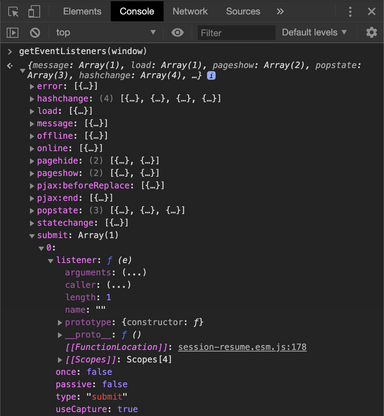 Elements Console Network Sources »
top Filter Default levels ▼
> getEventListeners(window)
{message: Array(1), load: Array(1), pageshow: Array(2), popstate:
Array(3), hashchange: Array(4), …} i
▶ error: [{…}]
▶ hashchange: (4) [{…}, {…}, {…}, {…}]
▶ load: [{…}]
▶ message: [{…}]
▶ offline: [{…}]
▶ online: [{…}]
▶ pagehide: (2) [{…}, {…}]
▶ pageshow: (2) [{…}, {…}]
▶ pjax:beforeReplace: [{…}]
▶ pjax:end: [{…}]
▶ popstate: (3) [{…}, {…}, {…}]
▶ statechange: [{…}]
▼ submit: Array(1)
▼ 0:
▼ listener: ƒ (e)
arguments: (...)
caller: (...)
length: 1
name: ""
▶ prototype: {constructor: ƒ}
▶ __proto__: ƒ ()
[[FunctionLocation]]: session-resume.esm.js:178
▶ [[Scopes]]: Scopes[4]
once: false
passive: false
type: "submit"
useCapture: true